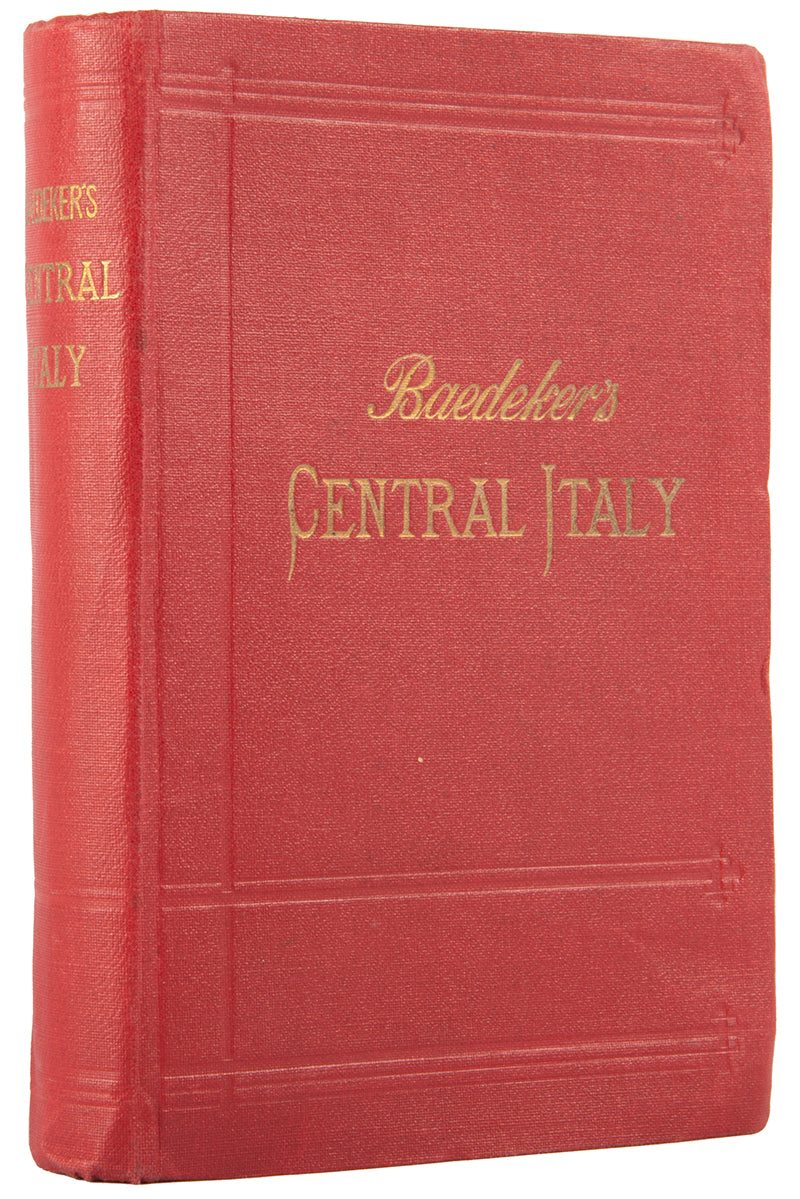 BAEDEKER'S
CENTRAL
ITALY
Baedeker's
CENTRAL ITALY